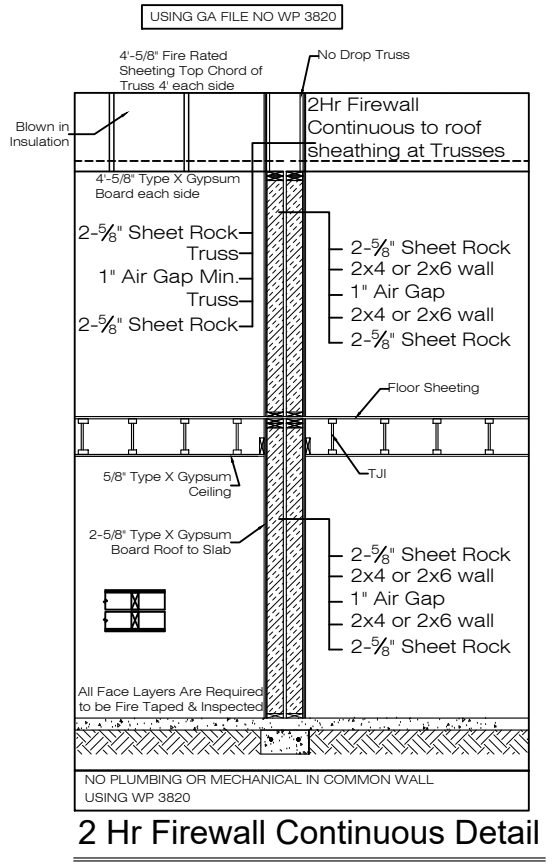 USING GA FILE NO WP 3820
4'-5/8" Fire Rated
Sheeting Top Chord of
Truss 4' each side
No Drop Truss
Blown in
Insulation
2Hr Firewall
Continuous to roof
sheathing at Trusses
4'-5/8" Type X Gypsum
Board each side
2-5/8" Sheet Rock
Truss
1" Air Gap Min.
Truss
2-5/8" Sheet Rock
2-5/8" Sheet Rock
2x4 or 2x6 wall
1" Air Gap
2x4 or 2x6 wall
2-5/8" Sheet Rock
Floor Sheeting
5/8" Type X Gypsum
Ceiling
TJI
2-5/8" Type X Gypsum
Board Roof to Slab
2-5/8" Sheet Rock
2x4 or 2x6 wall
1" Air Gap
2x4 or 2x6 wall
2-5/8" Sheet Rock
All Face Layers Are Required
to be Fire Taped & Inspected
NO PLUMBING OR MECHANICAL IN COMMON WALL
USING WP 3820
2 Hr Firewall Continuous Detail